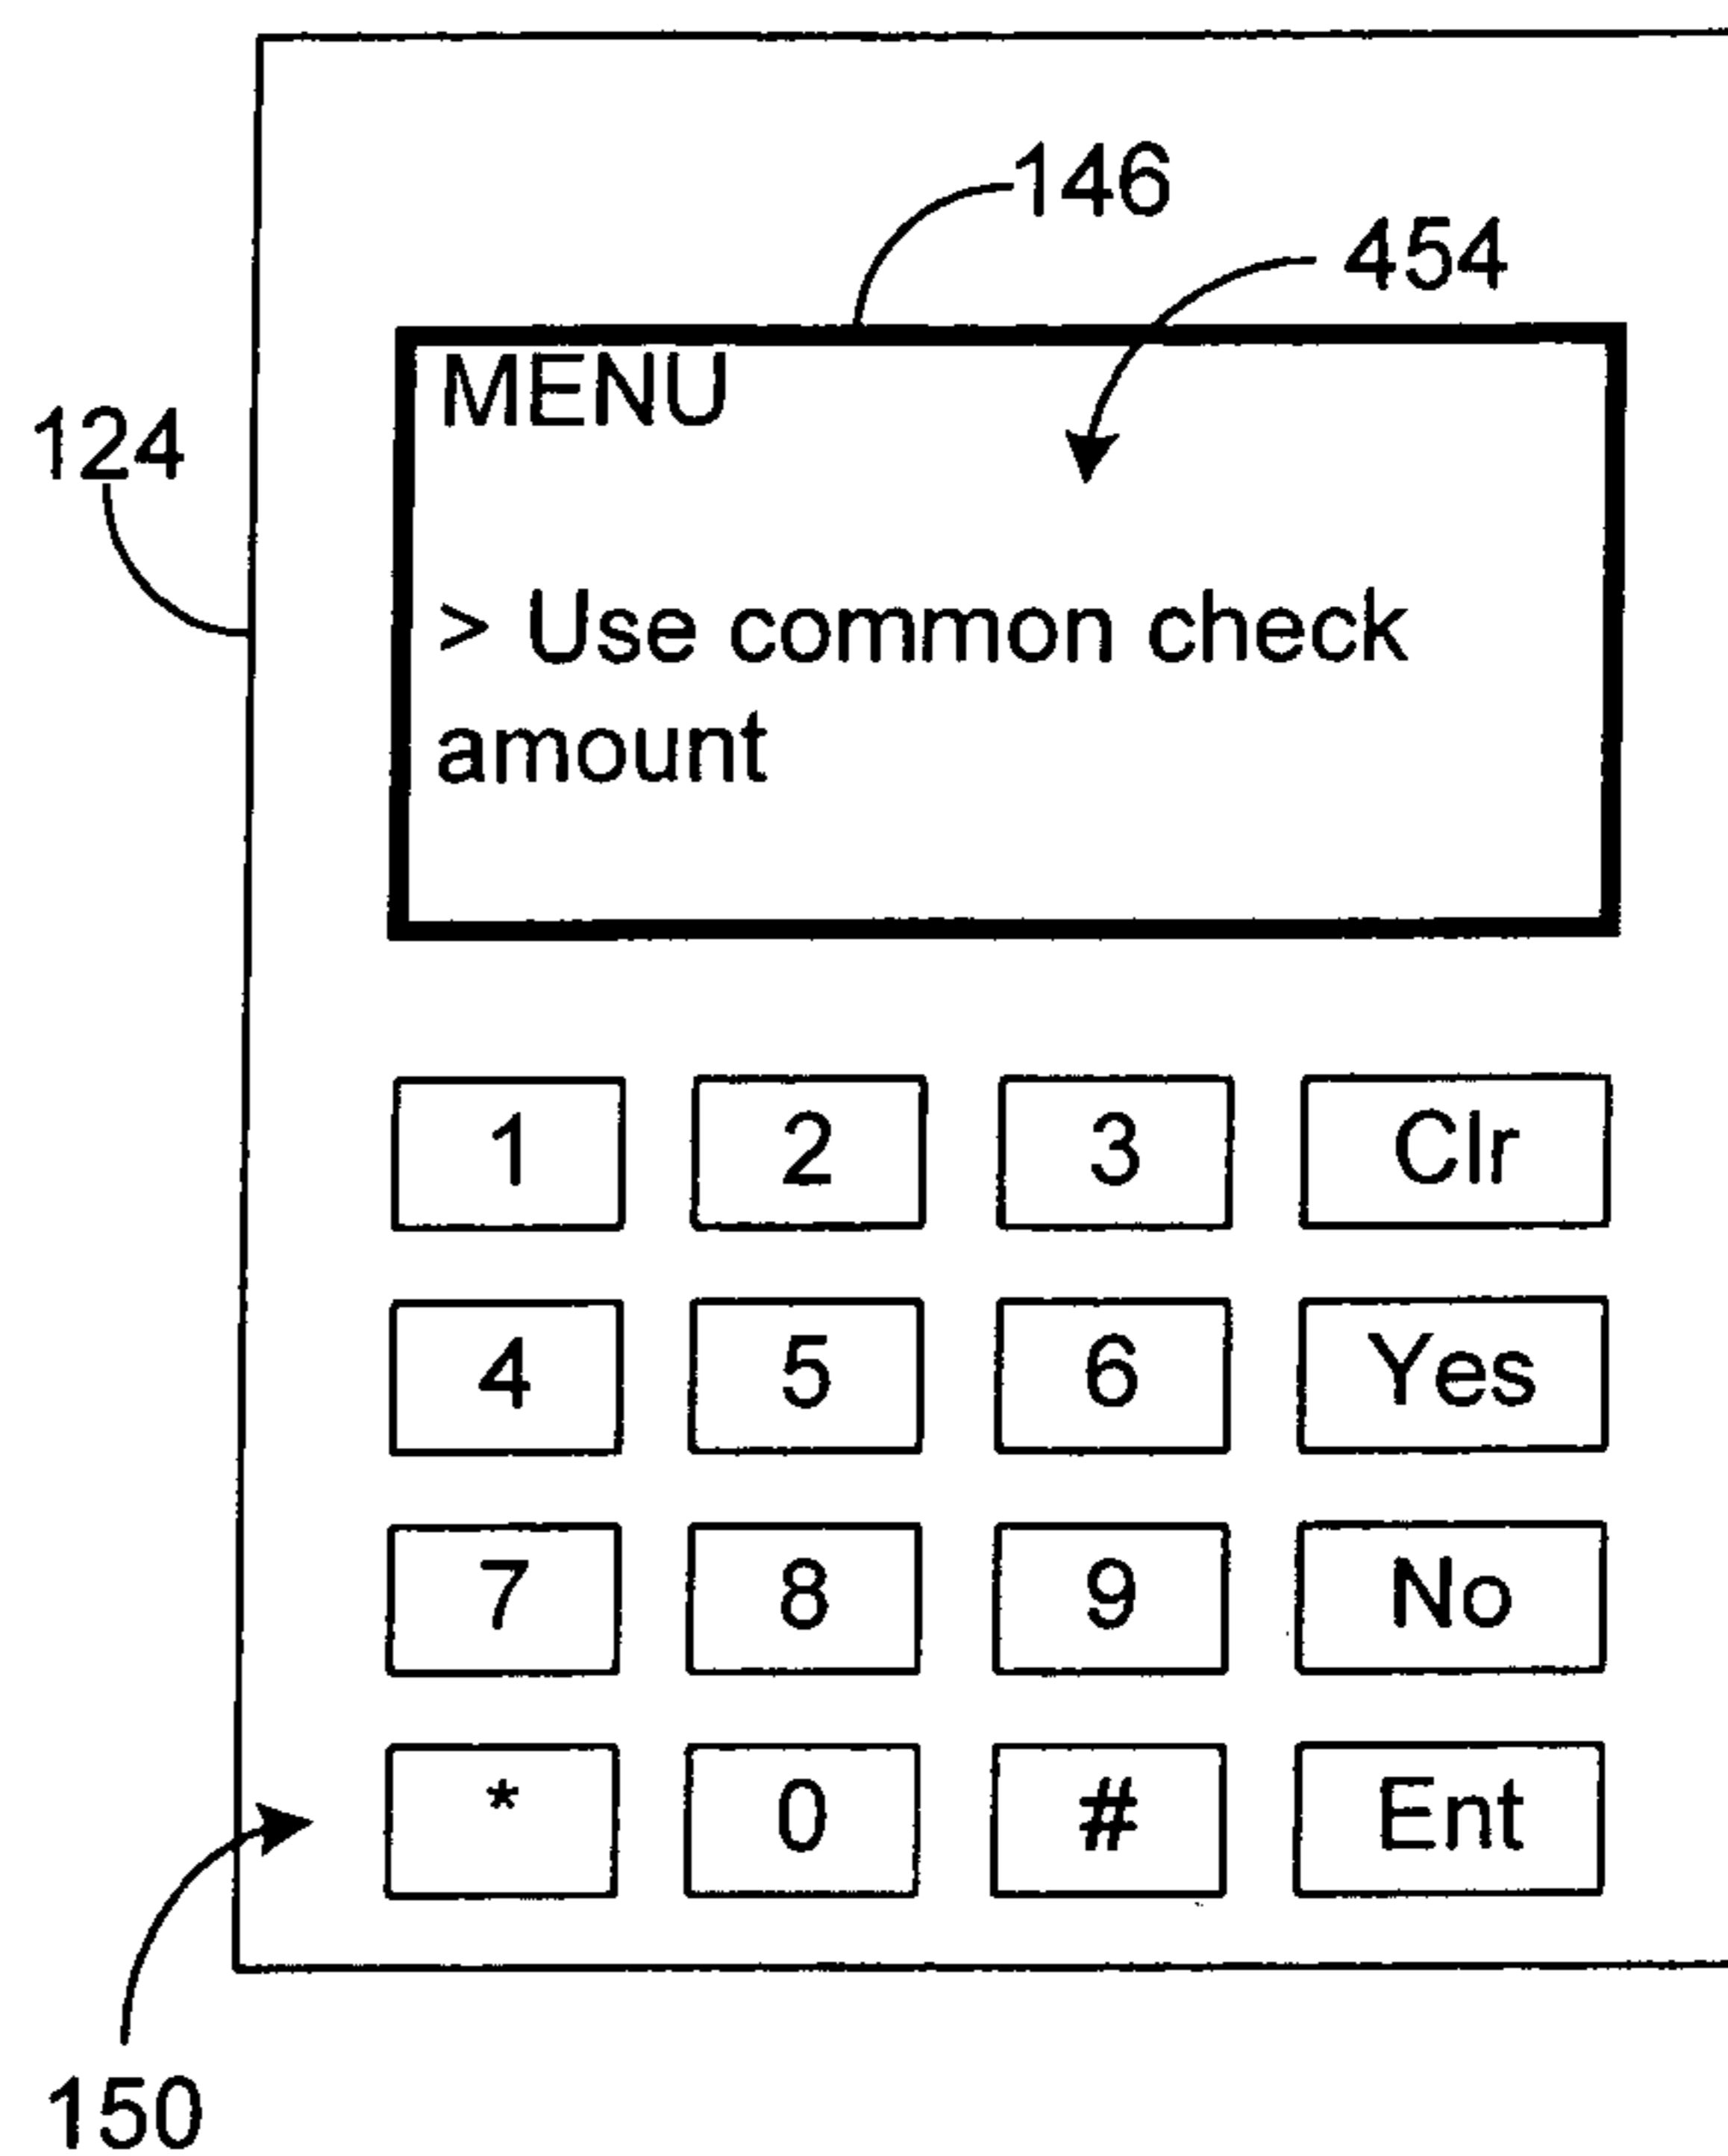 146
454
MENU
124
> Use common check
amount
1 2 3 Clr
4 5 6 Yes
7 8 9 No
* 0 # Ent
150